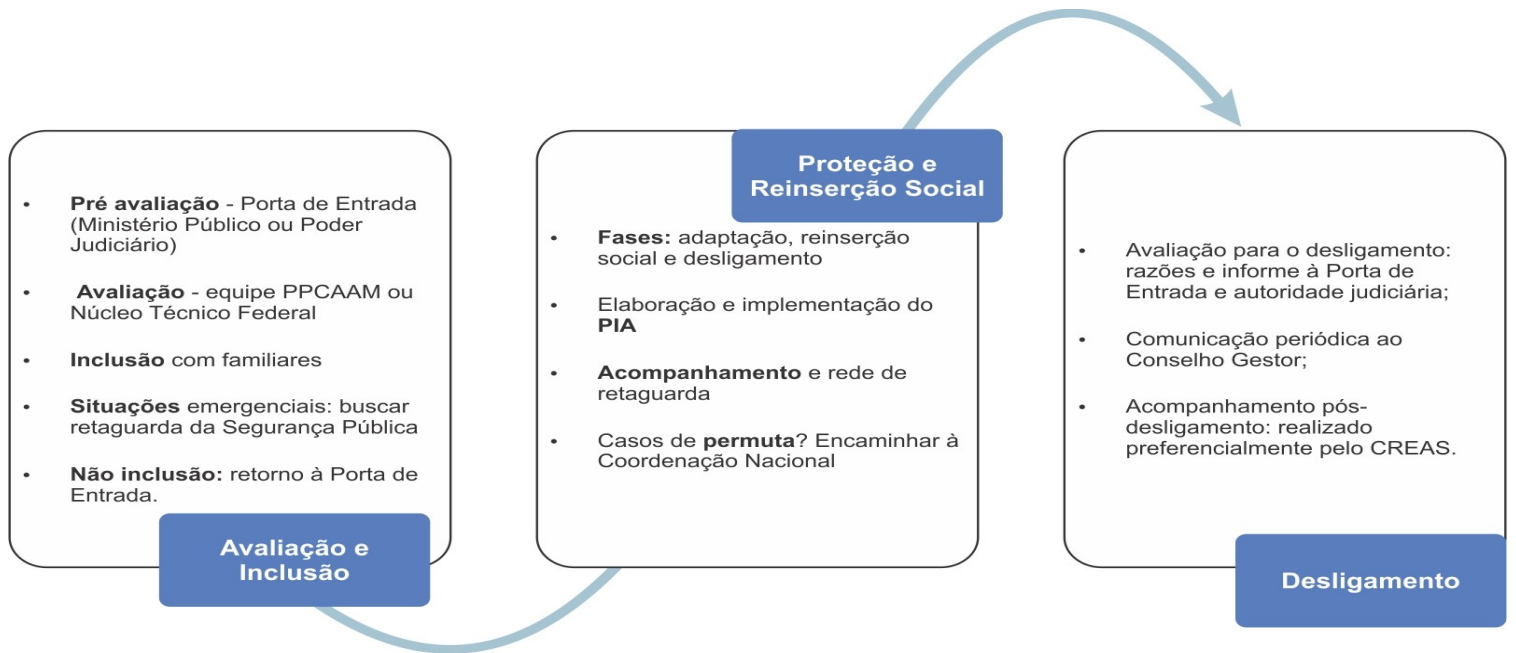 • Pré avaliação - Porta de Entrada
(Ministério Público ou Poder
Judiciário)
• Avaliação - equipe PPCAAM ou
Núcleo Técnico Federal
• Inclusão com familiares
• Situações emergenciais: buscar
retaguarda da Segurança Pública
• Não inclusão: retorno à Porta de
Entrada.
Avaliação e
Inclusão
Proteção e
Reinserção Social
• Fases: adaptação, reinserção
social e desligamento
• Elaboração e implementação do
PIA
• Acompanhamento e rede de
retaguarda
• Casos de permuta? Encaminhar à
Coordenação Nacional
• Avaliação para o desligamento:
razões e informe à Porta de
Entrada e autoridade judiciária;
• Comunicação periódica ao
Conselho Gestor;
• Acompanhamento pós-
desligamento: realizado
preferencialmente pelo CREAS.
Desligamento